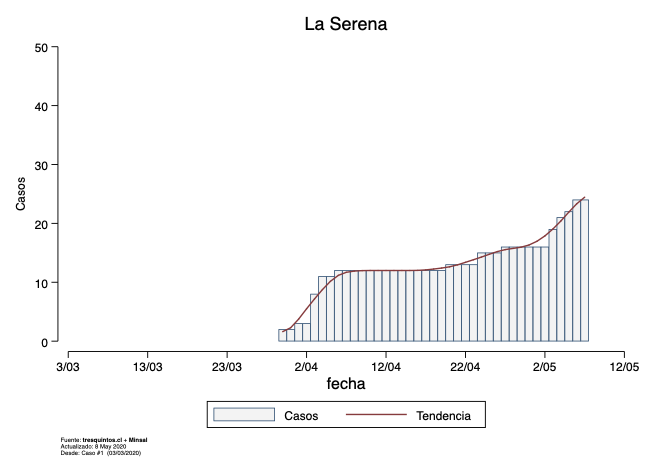 La Serena
Casos
50
40
30
20
10
0
3/03 13/03 23/03 2/04 12/04 22/04 2/05 12/05
fecha
Casos Tendencia
Fuente: tresquintos.cl + Minsal
Actualizado: 8 May 2020
Desde: Caso #1 (03/03/2020)